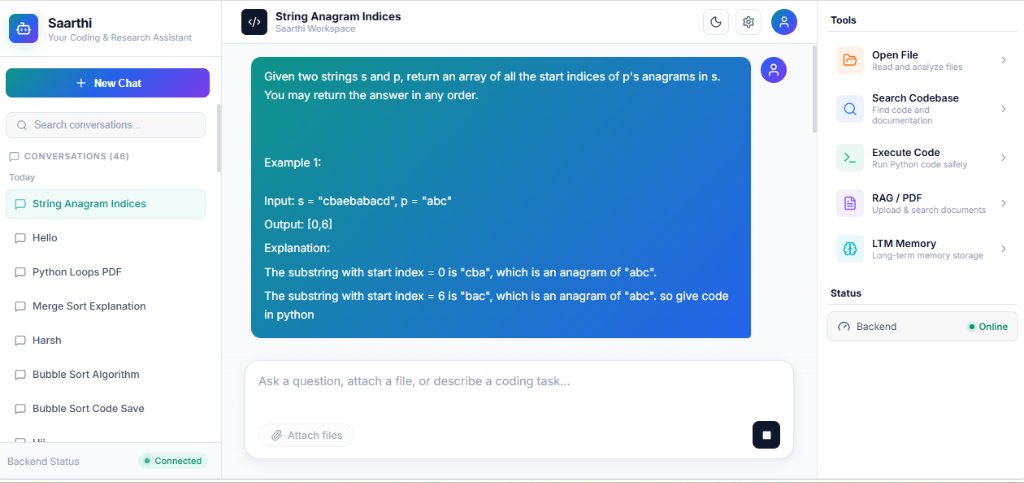 Saarthi
Your Coding & Research Assistant
+ New Chat
Search conversations...
CONVERSATIONS (46)
Today
String Anagram Indices
Hello
Python Loops PDF
Merge Sort Explanation
Harsh
Bubble Sort Algorithm
Bubble Sort Code Save
Backend Status
Connected
String Anagram Indices
Saarthi Workspace
Given two strings s and p, return an array of all the start indices of p's anagrams in s.
You may return the answer in any order.
Example 1:
Input: s = "cbaebabacd", p = "abc"
Output: [0,6]
Explanation:
The substring with start index = 0 is "cba", which is an anagram of "abc".
The substring with start index = 6 is "bac", which is an anagram of "abc". so give code
in python
Ask a question, attach a file, or describe a coding task...
Attach files
Tools
Open File
Read and analyze files
Search Codebase
Find code and
documentation
Execute Code
Run Python code safely
RAG / PDF
Upload & search documents
LTM Memory
Long-term memory storage
Status
Backend
Online